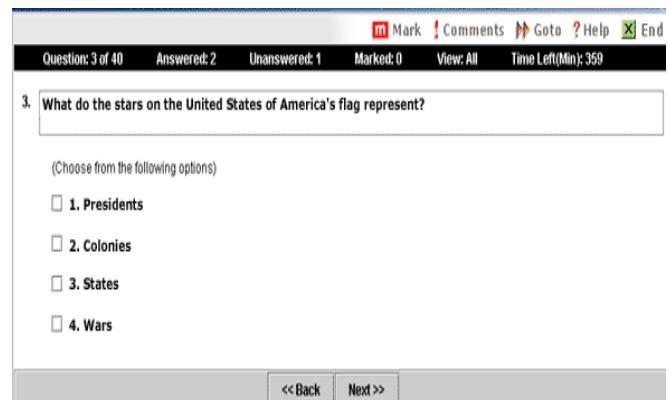 m Mark ! Comments Goto ? Help X End
Question: 3 of 40 Answered: 2 Unanswered: 1 Marked: 0 View: All Time Left(Min): 359
3. What do the stars on the United States of America's flag represent?
(Choose from the following options)
1. Presidents
2. Colonies
3. States
4. Wars
<< Back Next >>